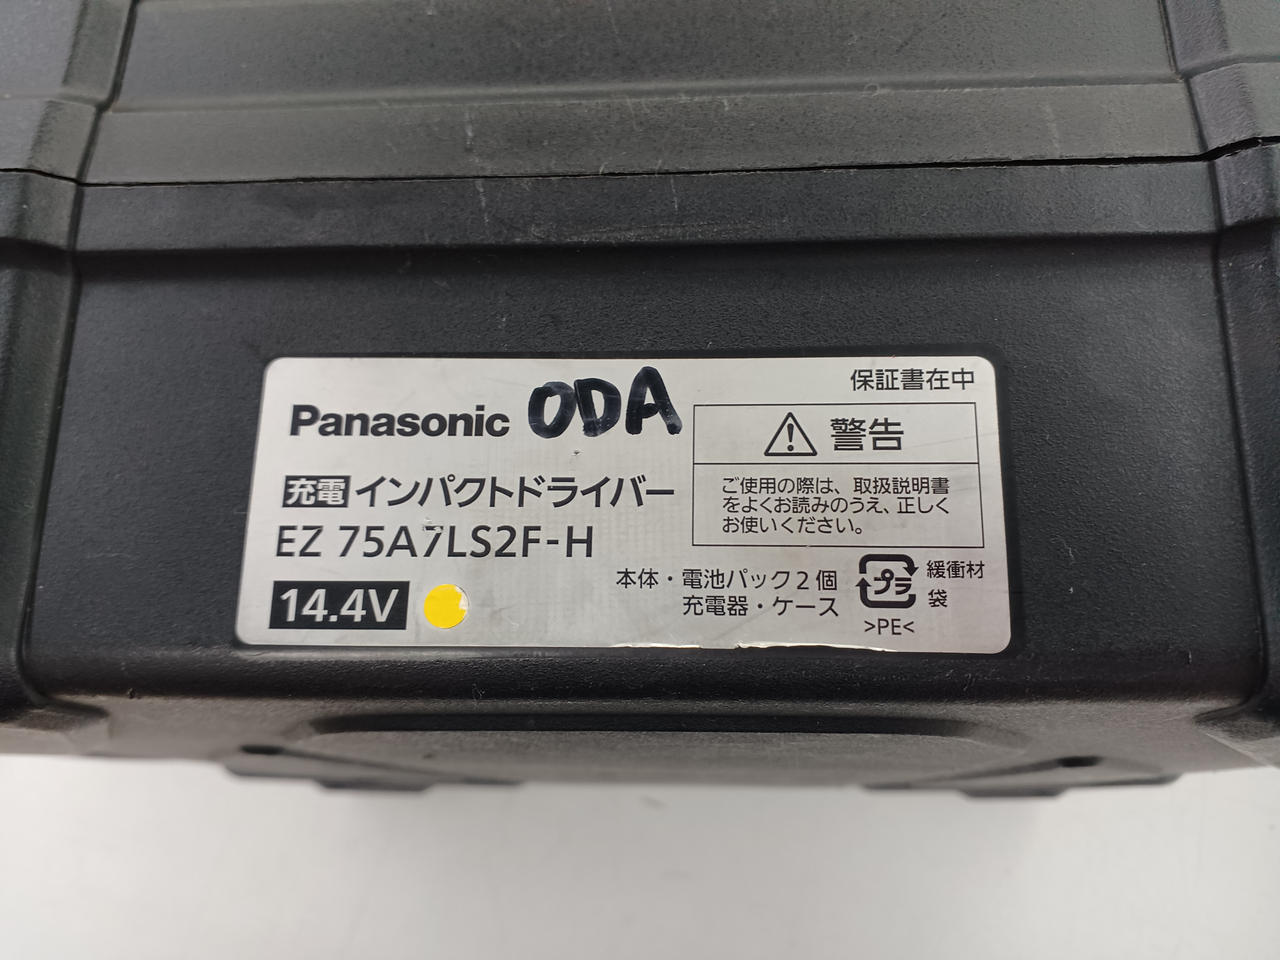 Panasonic ODA
充電 インパクトドライバー
EZ 75A7LS2F-H
14.4V
保証書在中
警告
ご使用の際は、取扱説明書
をよくお読みのうえ、正しく
お使いください。
本体・電池パック2個
充電器・ケース
プラ
緩衝材
袋
>PE<